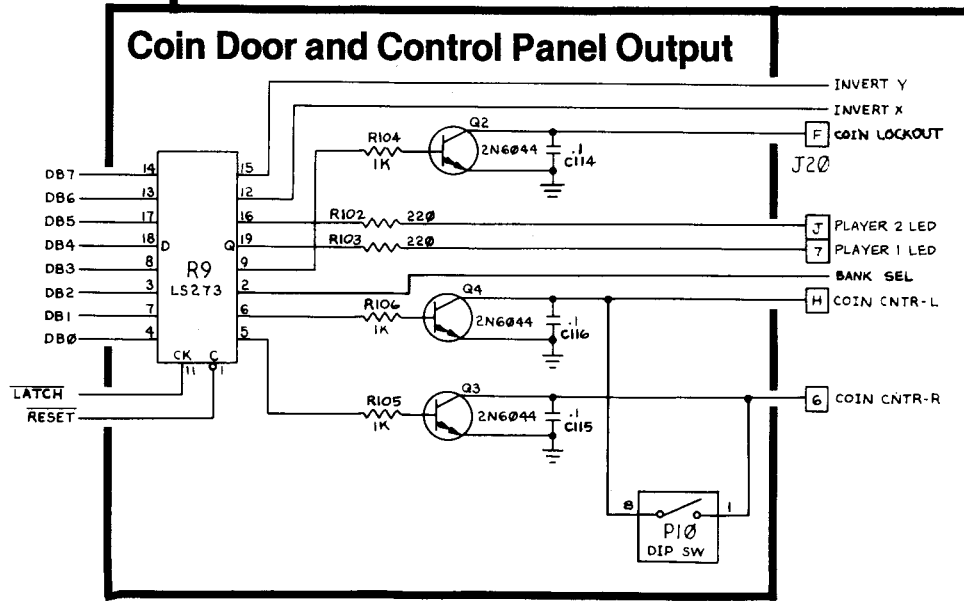 Coin Door and Control Panel Output
INVERT Y
INVERT X
Q2
R104
1K
2N6044
.1
C114
F COIN LOCKOUT
J20
DB7 14 15
DB6 13 12
DB5 17 16 R102 220 J PLAYER 2 LED
DB4 18 D Q 19 R103 220 7 PLAYER 1 LED
DB3 8 R9 9
BANK SEL
DB2 3 LS273 2
DB1 7 6
DBØ 4 5
Q4
R106
1K
2N6044
.1
C116
H COIN CNTR-L
CK C
11 1
LATCH
RESET
Q3
R105
1K
2N6044
.1
C115
6 COIN CNTR-R
8 1
P1Ø
DIP SW